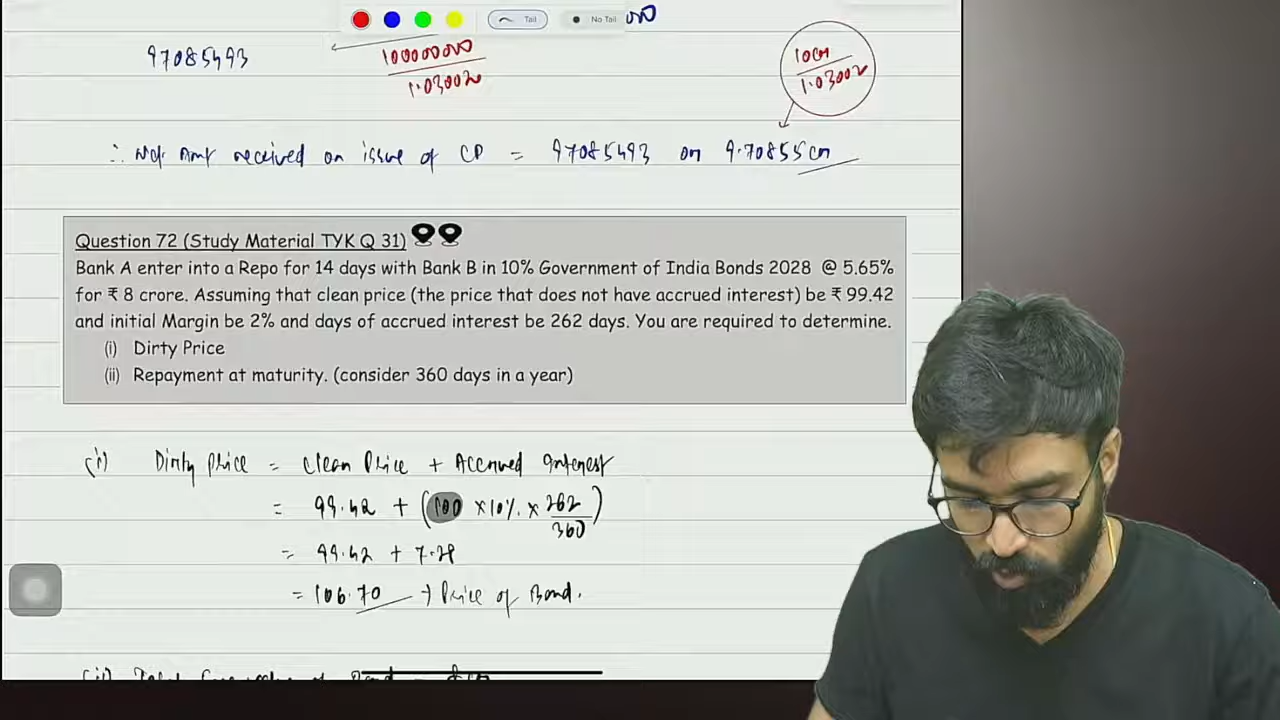 Tail
No Tail
97085493
100000000
1.030020
10cr
1.03002
∴ Net Amt received on issue of CP = 97085493 or 9.70855cr
Question 72 (Study Material TYK Q 31)
Bank A enter into a Repo for 14 days with Bank B in 10% Government of India Bonds 2028 @ 5.65%
for ₹ 8 crore. Assuming that clean price (the price that does not have accrued interest) be ₹ 99.42
and initial Margin be 2% and days of accrued interest be 262 days. You are required to determine.
(i) Dirty Price
(ii) Repayment at maturity. (consider 360 days in a year)
(i) Dirty Price = Clean Price + Accrued Interest
= 99.42 + (100 × 10% × 262/360)
= 99.42 + 7.28
= 106.70 → Price of Bond.